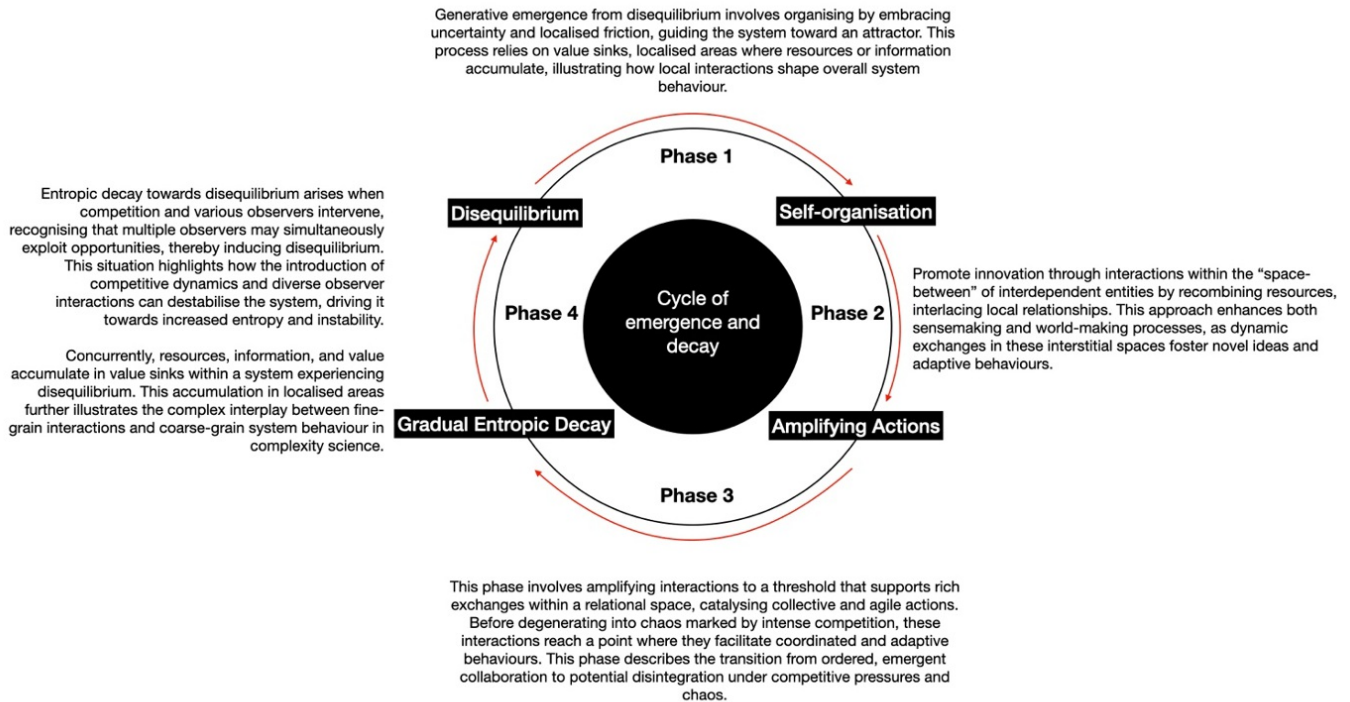 Generative emergence from disequilibrium involves organising by embracing
uncertainty and localised friction, guiding the system toward an attractor. This
process relies on value sinks, localised areas where resources or information
accumulate, illustrating how local interactions shape overall system
behaviour.
Phase 1
Disequilibrium
Self-organisation
Entropic decay towards disequilibrium arises when
competition and various observers intervene,
recognising that multiple observers may simultaneously
exploit opportunities, thereby inducing disequilibrium.
This situation highlights how the introduction of
competitive dynamics and diverse observer
interactions can destabilise the system, driving it
towards increased entropy and instability.
Concurrently, resources, information, and value
accumulate in value sinks within a system experiencing
disequilibrium. This accumulation in localised areas
further illustrates the complex interplay between fine-
grain interactions and coarse-grain system behaviour in
complexity science.
Phase 4
Cycle of
emergence and
decay
Phase 2
Promote innovation through interactions within the “space-
between” of interdependent entities by recombining resources,
interlacing local relationships. This approach enhances both
sensemaking and world-making processes, as dynamic
exchanges in these interstitial spaces foster novel ideas and
adaptive behaviours.
Gradual Entropic Decay
Amplifying Actions
Phase 3
This phase involves amplifying interactions to a threshold that supports rich
exchanges within a relational space, catalysing collective and agile actions.
Before degenerating into chaos marked by intense competition, these
interactions reach a point where they facilitate coordinated and adaptive
behaviours. This phase describes the transition from ordered, emergent
collaboration to potential disintegration under competitive pressures and
chaos.